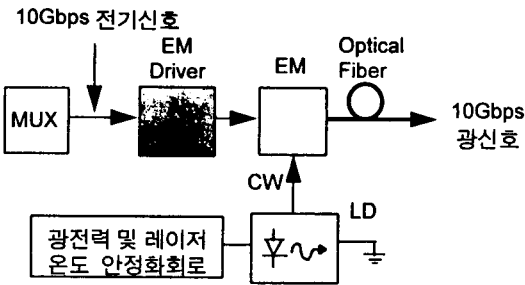 10Gbps 전기신호
EM
Driver
EM
Optical
Fiber
MUX
10Gbps
광신호
CW
LD
광전력 및 레이저
온도 안정화회로